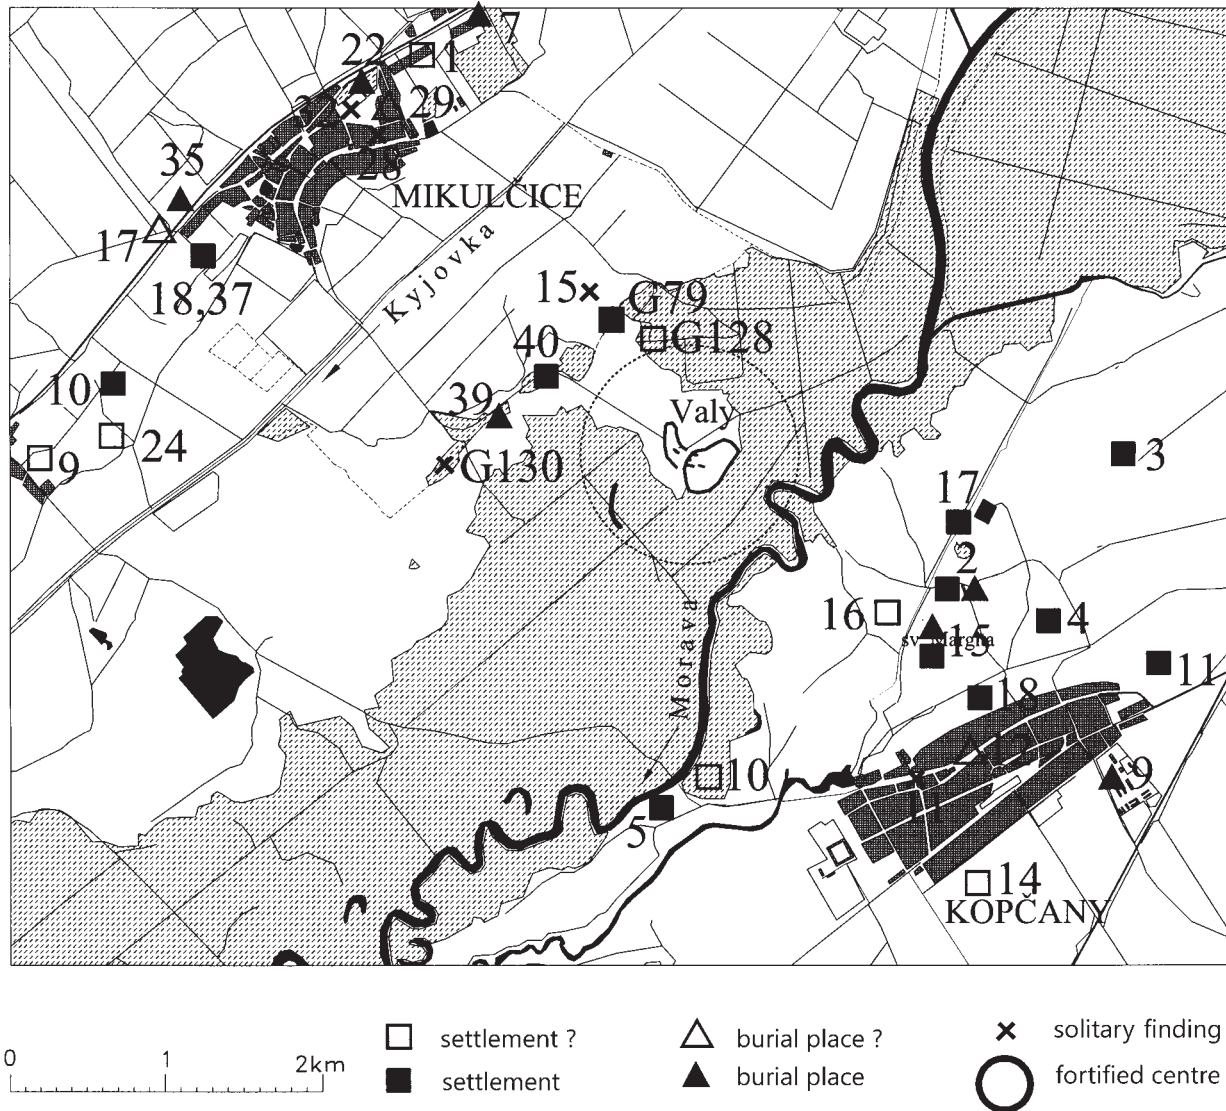 7
22
1
29
28
35
MIKULČICE
17
Kyjovka
18,37
15
G79
G128
40
10
39
Valy
24
9
G130
3
17
2
16
4
sv. Margita
15
11
18
Morava
10
9
5
14
KOPČANY
0 1 2km
settlement ?
settlement
burial place ?
burial place
solitary finding
fortified centre